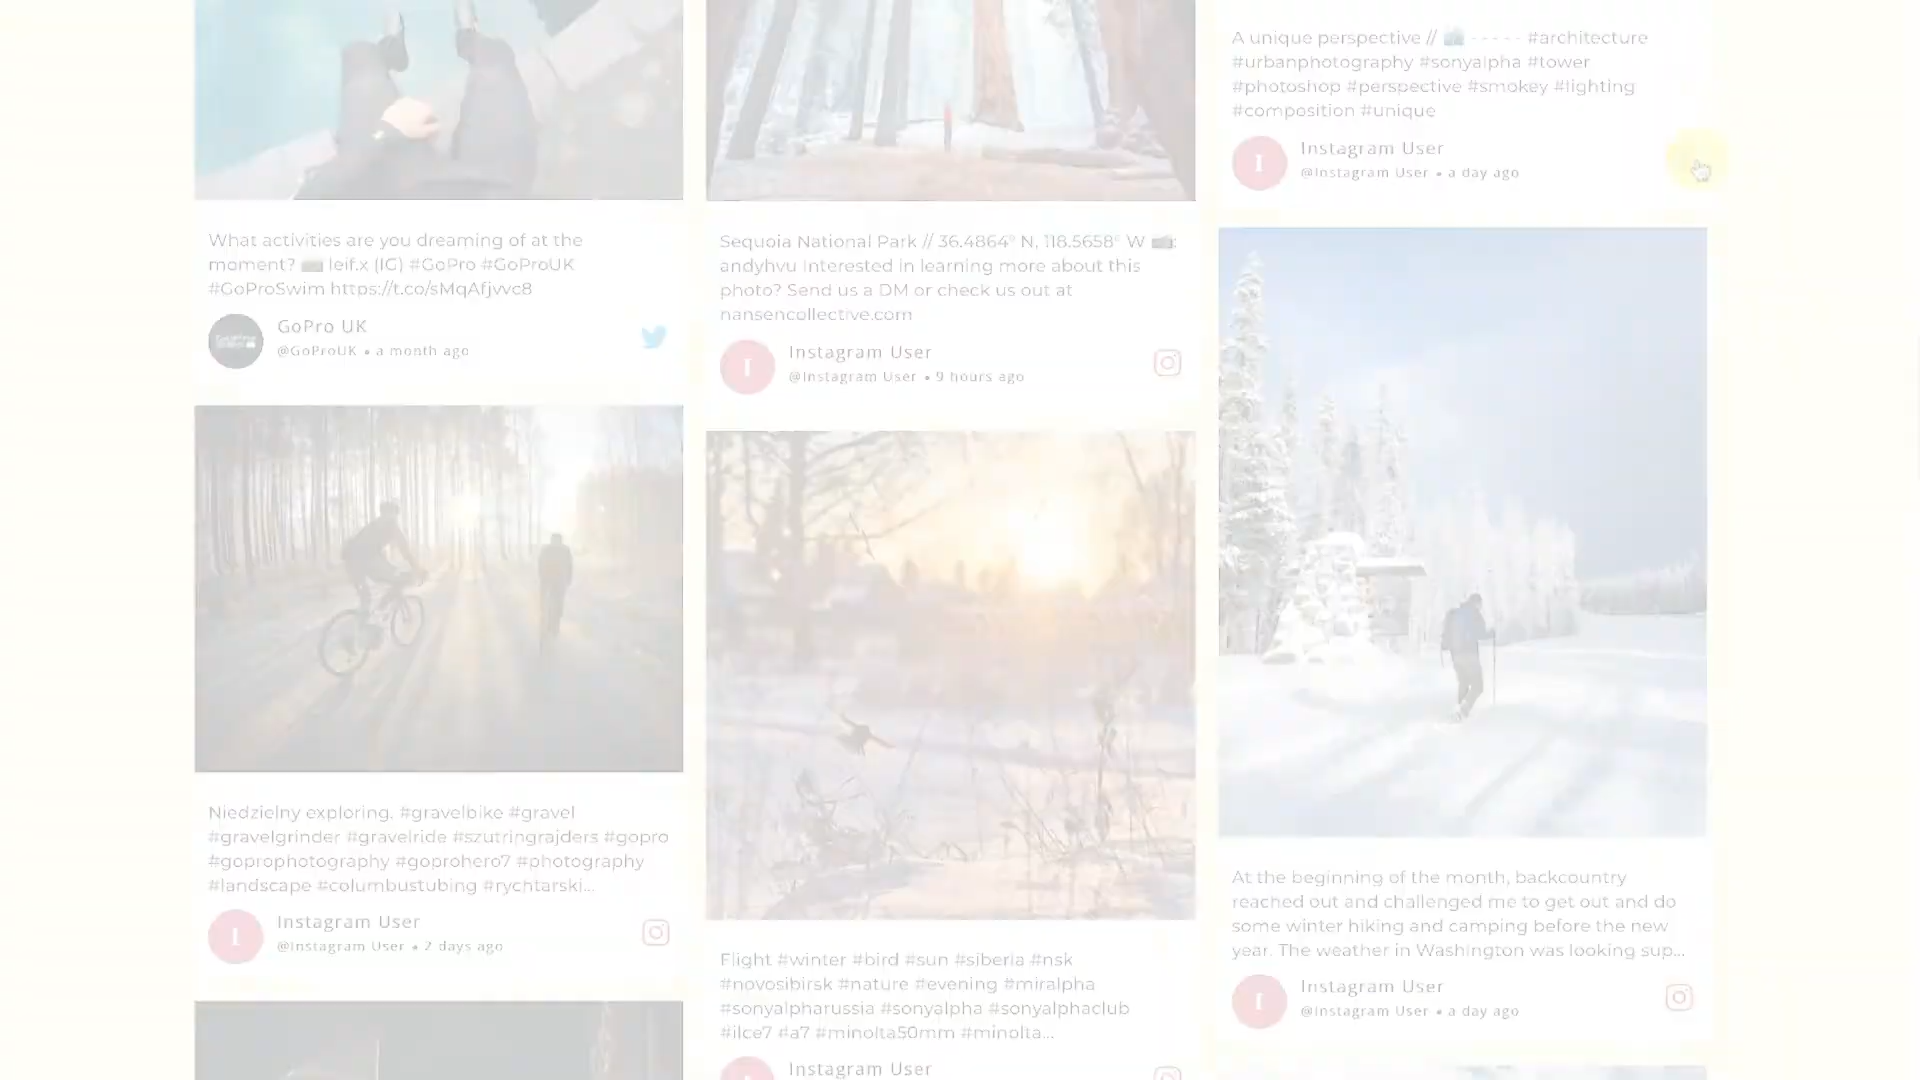 What activities are you dreaming of at the
moment? leif.x (IG) #GoPro #GoProUK
#GoProSwim https://t.co/sMqAfjvvc8
GoPro UK
@GoProUK • a month ago
Niedzielny exploring. #gravelbike #gravel
#gravelgrinder #gravelride #szutringrajders #gopro
#goprophotography #goprohero7 #photography
#landscape #columbustubing #rychtarski...
I
Instagram User
@Instagram User • 2 days ago
Sequoia National Park // 36.4864° N, 118.5658° W :
andyhvu Interested in learning more about this
photo? Send us a DM or check us out at
nansencollective.com
I
Instagram User
@Instagram User • 9 hours ago
Flight #winter #bird #sun #siberia #nsk
#novosibirsk #nature #evening #miralpha
#sonyalpharussia #sonyalpha #sonyalphaclub
#ilce7 #a7 #minolta50mm #minolta...
Instagram User
A unique perspective // - - - - - #architecture
#urbanphotography #sonyalpha #tower
#photoshop #perspective #smokey #lighting
#composition #unique
I
Instagram User
@Instagram User • a day ago
At the beginning of the month, backcountry
reached out and challenged me to get out and do
some winter hiking and camping before the new
year. The weather in Washington was looking sup...
I
Instagram User
@Instagram User • a day ago